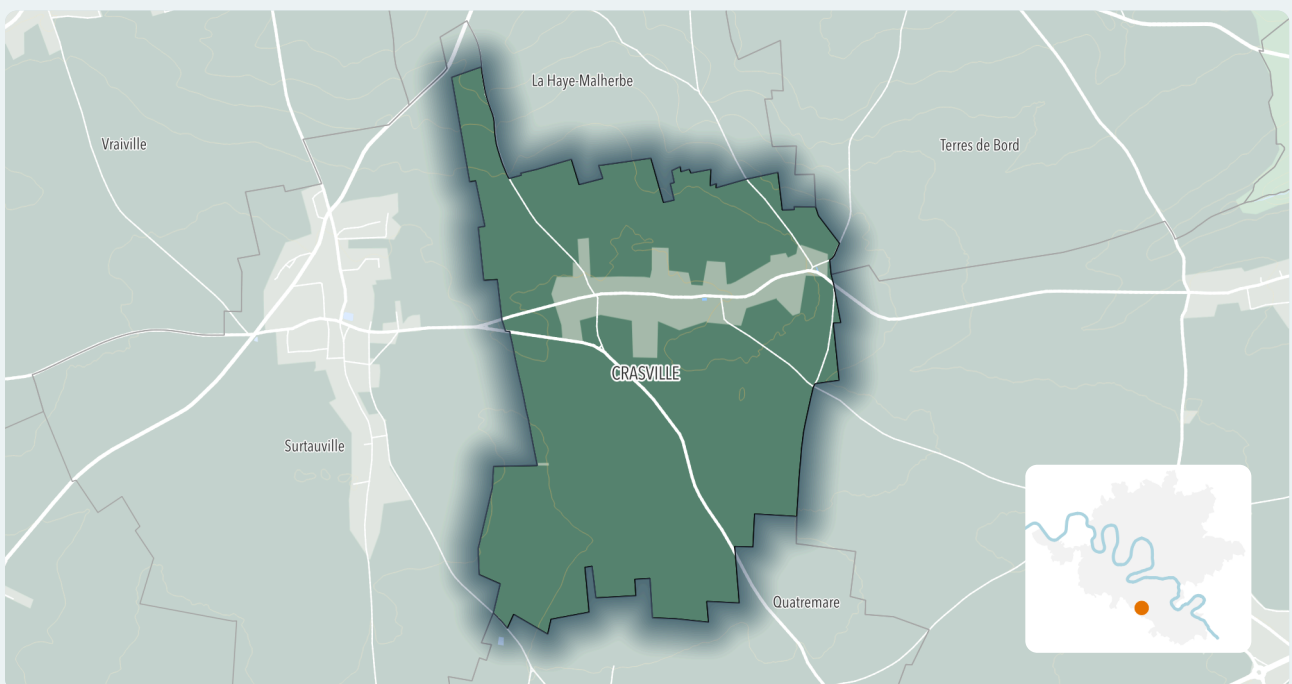 La Haye-Malherbe
Vraiville
Terres de Bord
CRASVILLE
Surtauville
Quatremare